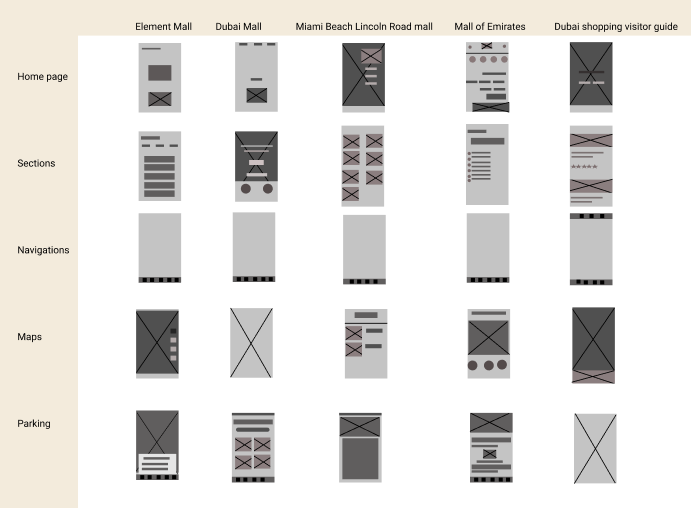 Element Mall
Dubai Mall
Miami Beach Lincoln Road mall
Mall of Emirates
Dubai shopping visitor guide
Home page
Sections
Navigations
Maps
Parking